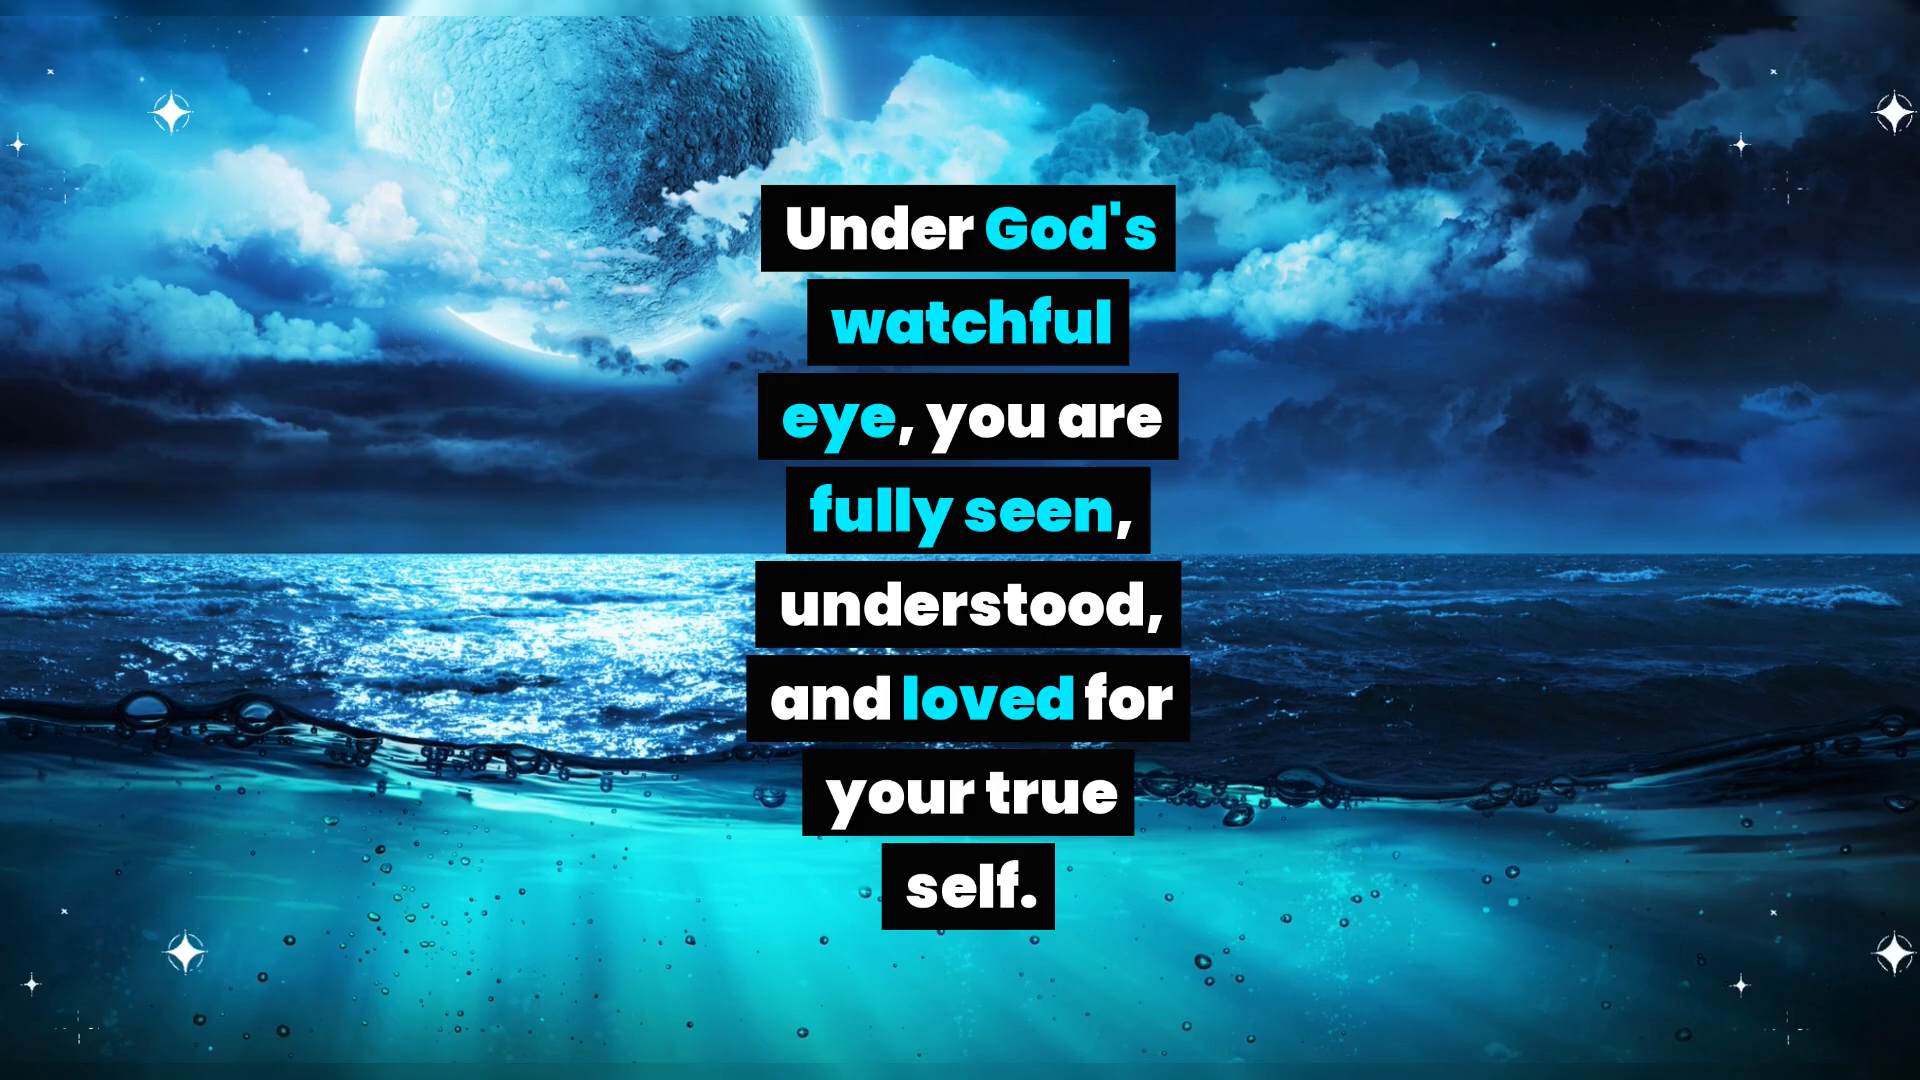 Under God's
watchful
eye, you are
fully seen,
understood,
and loved for
your true
self.